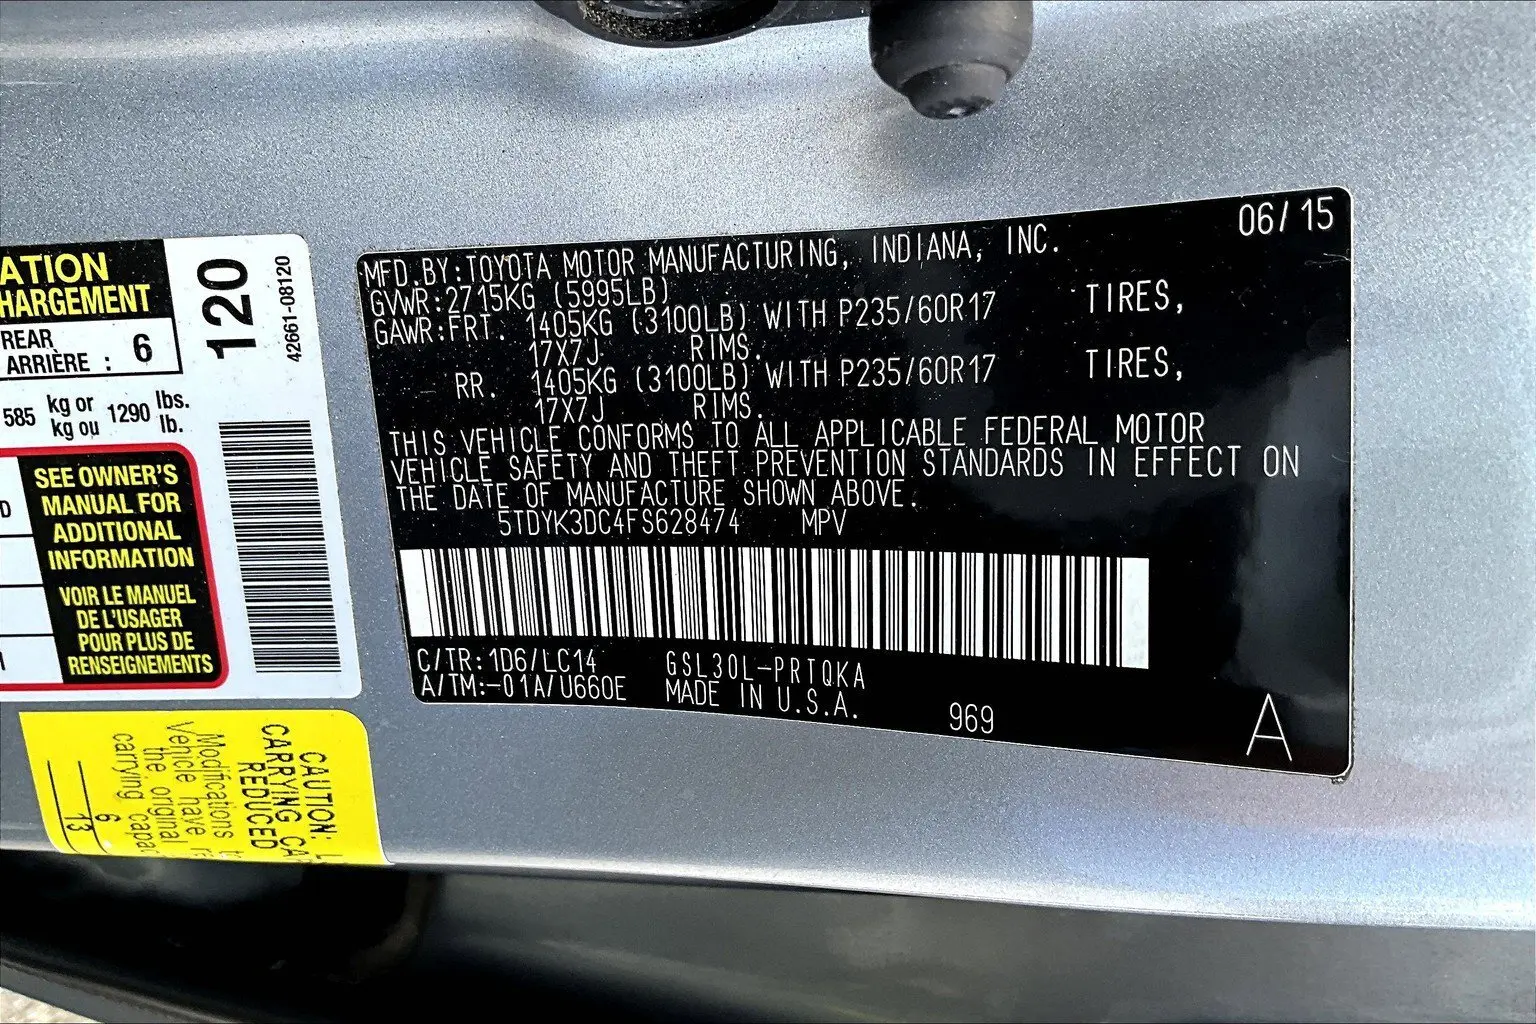 ATION
HARGEMENT
REAR
ARRIÈRE : 6
585 kg or 1290 lbs.
kg ou lb.
SEE OWNER'S
MANUAL FOR
ADDITIONAL
INFORMATION
VOIR LE MANUEL
DE L'USAGER
POUR PLUS DE
RENSEIGNEMENTS
120
42661-08120
CAUTION:
CARRYING CA
REDUCED
Modifications
Vehicle have
the original
carrying capac
6
13
06/15
MFD.BY:TOYOTA MOTOR MANUFACTURING, INDIANA, INC.
GVWR:2715KG (5995LB)
GAWR:FRT. 1405KG (3100LB) WITH P235/60R17 TIRES,
17X7J RIMS.
RR. 1405KG (3100LB) WITH P235/60R17 TIRES,
17X7J RIMS.
THIS VEHICLE CONFORMS TO ALL APPLICABLE FEDERAL MOTOR
VEHICLE SAFETY AND THEFT PREVENTION STANDARDS IN EFFECT ON
THE DATE OF MANUFACTURE SHOWN ABOVE.
5TDYK3DC4FS628474 MPV
C/TR:1D6/LC14 GSL30L-PRTQKA
A/TM:-01A/U660E MADE IN U.S.A.
969
A